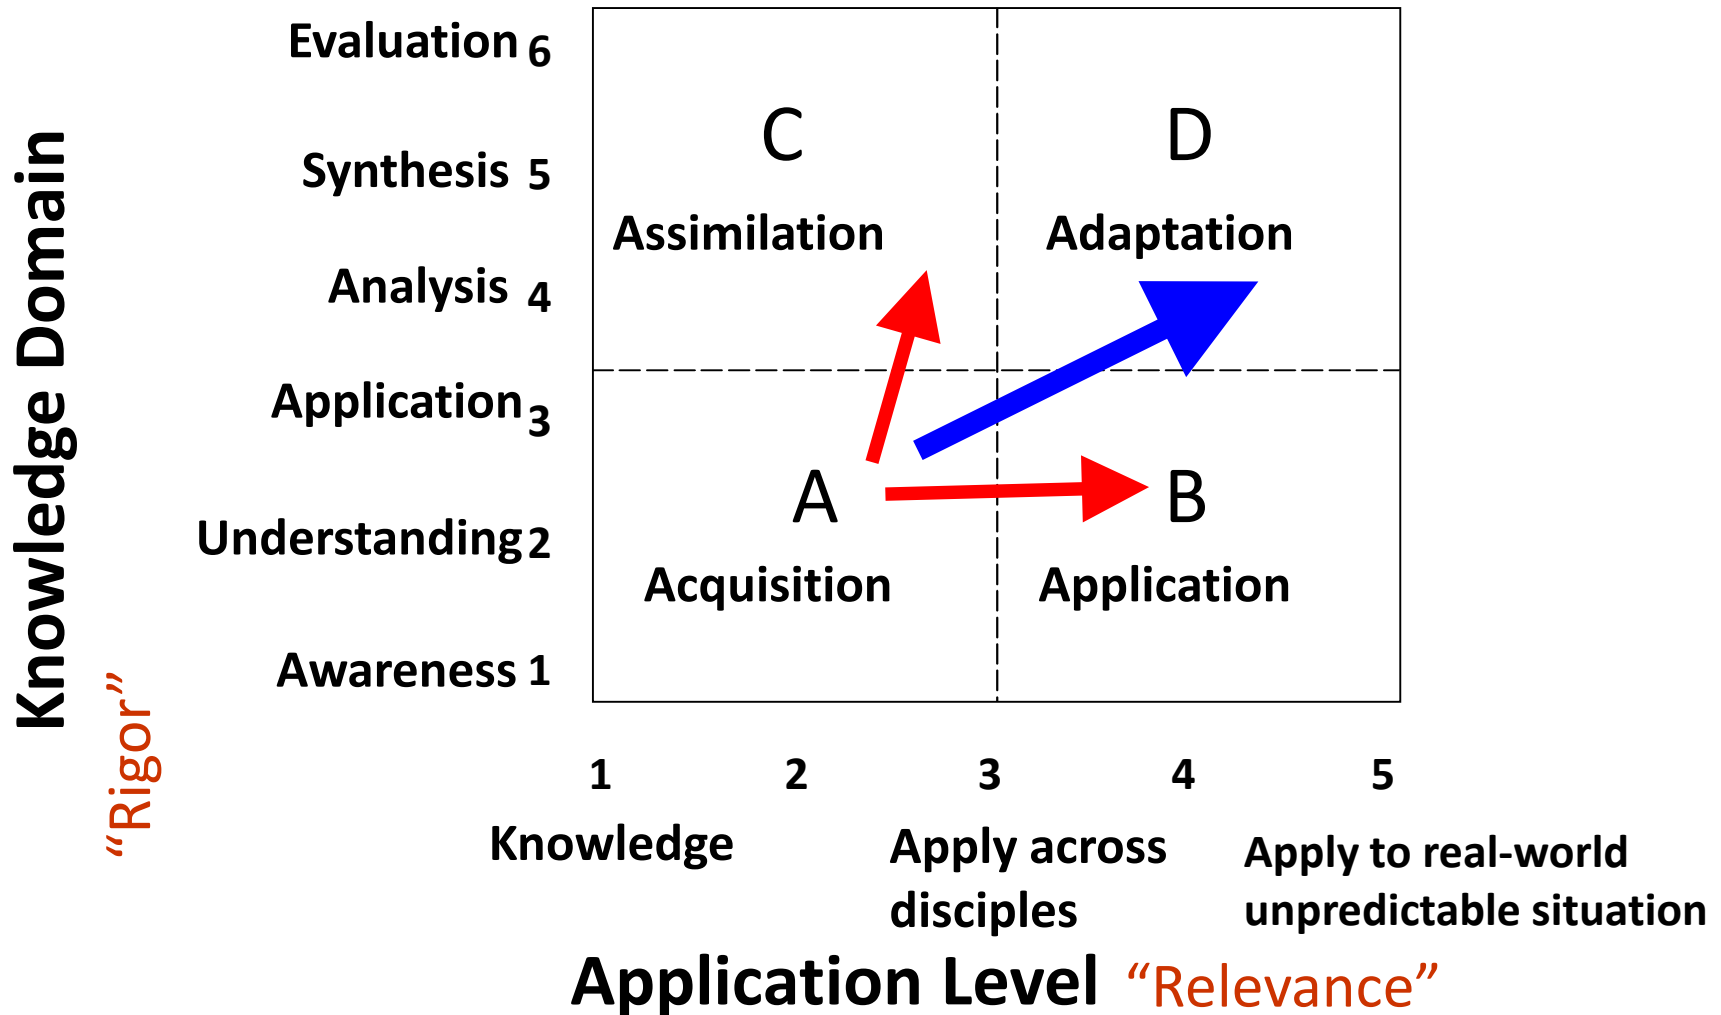 Knowledge Domain
"Rigor"
Evaluation 6
Synthesis 5
Analysis 4
Application 3
Understanding 2
Awareness 1
C
Assimilation
D
Adaptation
A
Acquisition
B
Application
1 2 3 4 5
Knowledge
Apply across
disciples
Apply to real-world
unpredictable situation
Application Level “Relevance”